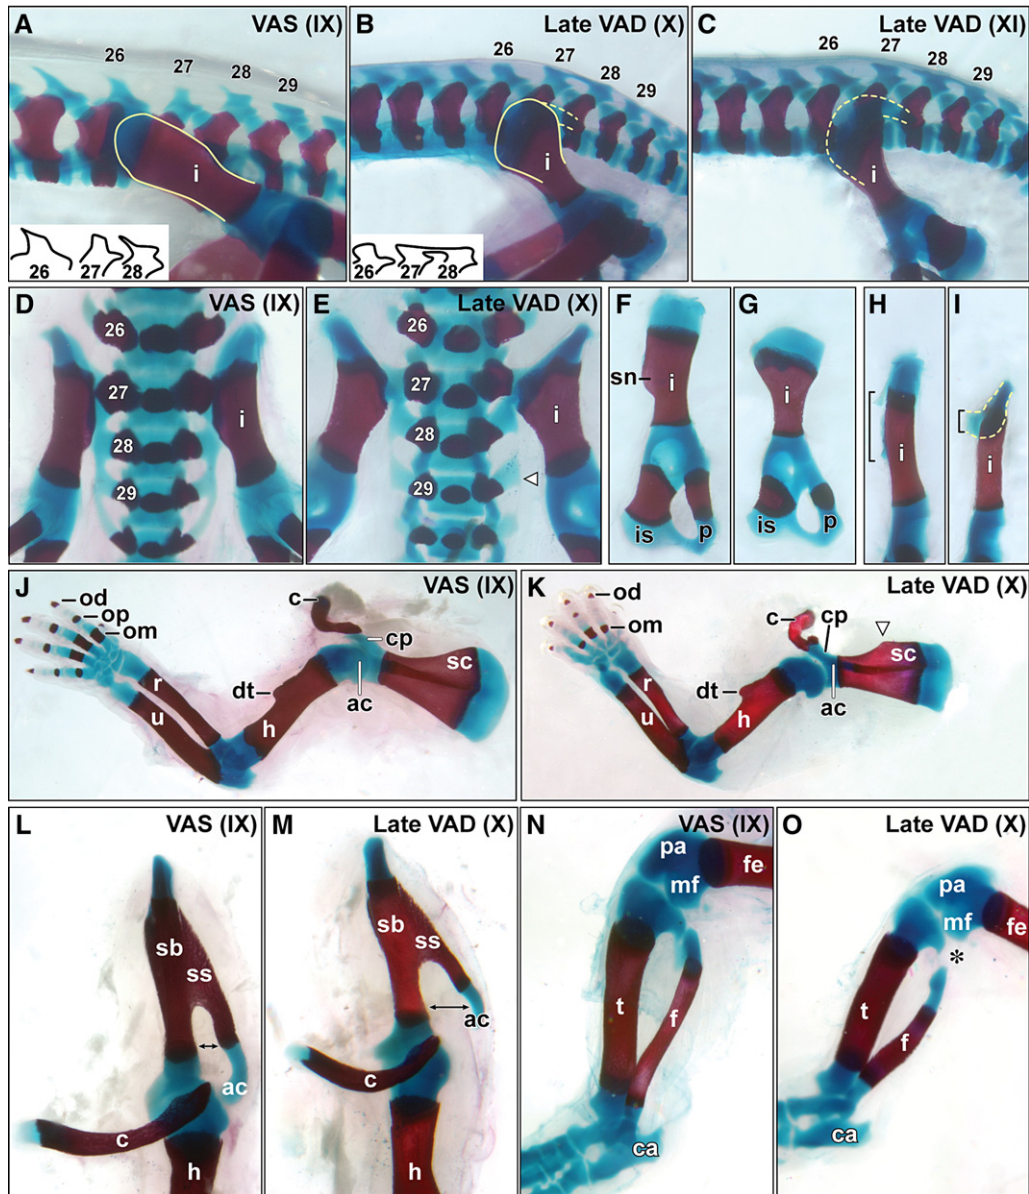 A VAS (IX)
26 27 28 29
i
26 27 28
B Late VAD (X)
26 27 28 29
i
26 27 28
C Late VAD (XI)
26 27 28 29
i
D VAS (IX)
26
27
28
29
i
E Late VAD (X)
26
27
28
29
i
F
sn
i
is p
G
i
is p
H
i
I
i
J VAS (IX)
od
op
om
r
u
dt
h
c
cp
ac
sc
K Late VAD (X)
od
om
r
u
dt
h
c
cp
ac
sc
L VAS (IX)
sb
ss
ac
c
h
M Late VAD (X)
sb
ss
ac
c
h
N VAS (IX)
pa
mf
fe
t
f
ca
O Late VAD (X)
pa
mf
fe
*
t
f
ca